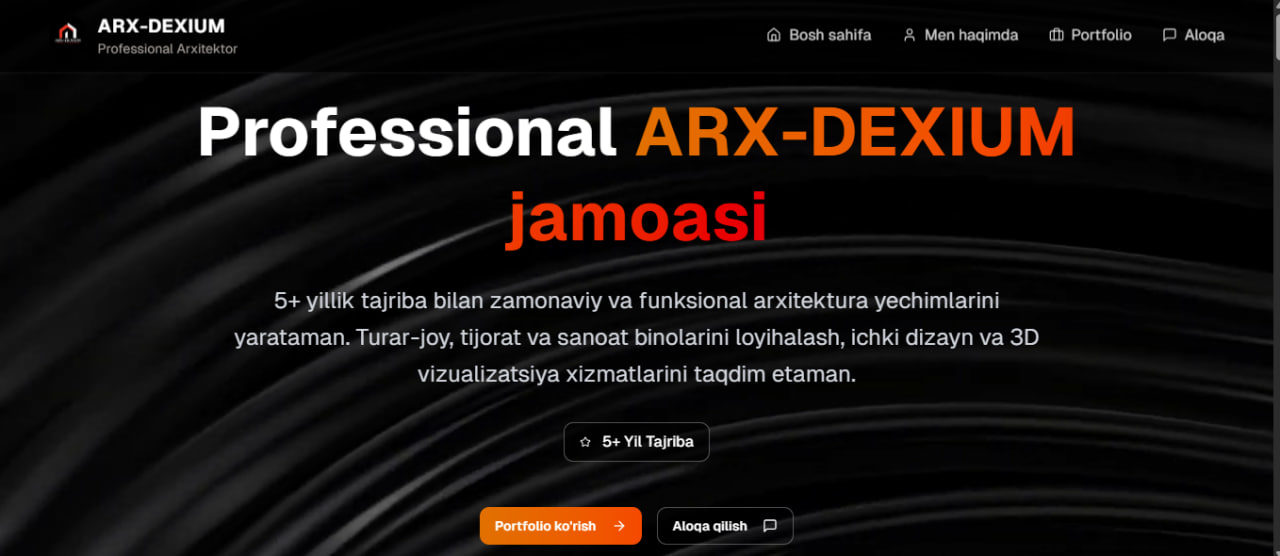 ARX-DEXIUM
Professional Arxitektor
Bosh sahifa
Men haqimda
Portfolio
Aloqa
Professional ARX-DEXIUM
jamoasi
5+ yillik tajriba bilan zamonaviy va funksional arxitektura yechimlarini
yarataman. Turar-joy, tijorat va sanoat binolarini loyihalash, ichki dizayn va 3D
vizualizatsiya xizmatlarini taqdim etaman.
5+ Yil Tajriba
Portfolio ko'rish
Aloqa qilish